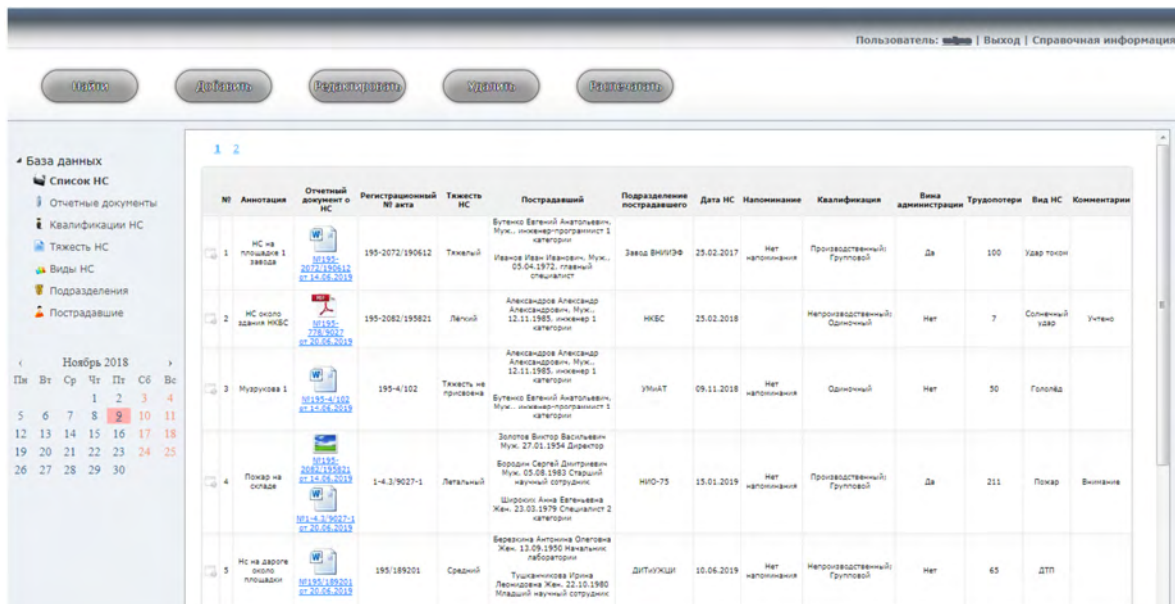 Пользователь: | Выход | Справочная информация
Найти Добавить Редактировать Удалить Распечатать
База данных
Список НС
Отчетные документы
Квалификации НС
Тяжесть НС
Виды НС
Подразделения
Пострадавшие
‹ Ноябрь 2018 ›
Пн Вт Ср Чт Пт Сб Вс
1 2 3 4
5 6 7 8 9 10 11
12 13 14 15 16 17 18
19 20 21 22 23 24 25
26 27 28 29 30
1 2
№ Аннотация Отчетный документ о НС Регистрационный № акта Тяжесть НС Пострадавший Подразделение пострадавшего Дата НС Напоминание Квалификация Вина администрации Трудопотери Вид НС Комментарии
1 НС на площадке 1 завода №195-2072/190612 от 14.06.2019 195-2072/190612 Тяжелый Бутенко Евгений Анатольевич, Муж., инженер-программист 1 категории Иванов Иван Иванович, Муж., 05.04.1972, главный специалист Завод ВНИИЭФ 25.02.2017 Нет напоминания Производственный: Групповой Да 100 Удар током
2 НС около здания НКБС №195-778/9027 от 20.06.2019 195-2082/195821 Лёгкий Александров Александр Александрович, Муж., 12.11.1985, инженер 1 категории НКБС 25.02.2018 Непроизводственный: Одиночный Нет 7 Солнечный удар Учтено
3 Музрукова 1 №195-4/102 от 14.06.2019 195-4/102 Тяжесть не присвоена Александров Александр Александрович, Муж., 12.11.1985, инженер 1 категории Бутенко Евгений Анатольевич, Муж., инженер-программист 1 категории УМиАТ 09.11.2018 Нет напоминания Одиночный Нет 50 Гололёд
4 Пожар на складе №195-2082/195821 от 14.06.2019 №1-4.3/9027-1 от 20.06.2019 1-4.3/9027-1 Летальный Золотов Виктор Васильевич Муж. 27.01.1954 Директор Бородин Сергей Дмитриевич Муж. 05.08.1983 Старший научный сотрудник Широких Анна Евгеньевна Жен. 23.03.1979 Специалист 2 категории НИО-75 15.01.2019 Нет напоминания Производственный: Групповой Да 211 Пожар Внимание
5 Нс на дороге около площадки №195/189201 от 20.06.2019 195/189201 Средний Березкина Антонина Олеговна Жен. 13.09.1950 Начальник лаборатории Тушканчикова Ирина Леонидовна Жен. 22.10.1980 Младший научный сотрудник ДИТиУЖЦИ 10.06.2019 Нет напоминания Непроизводственный: Групповой Нет 65 ДТП